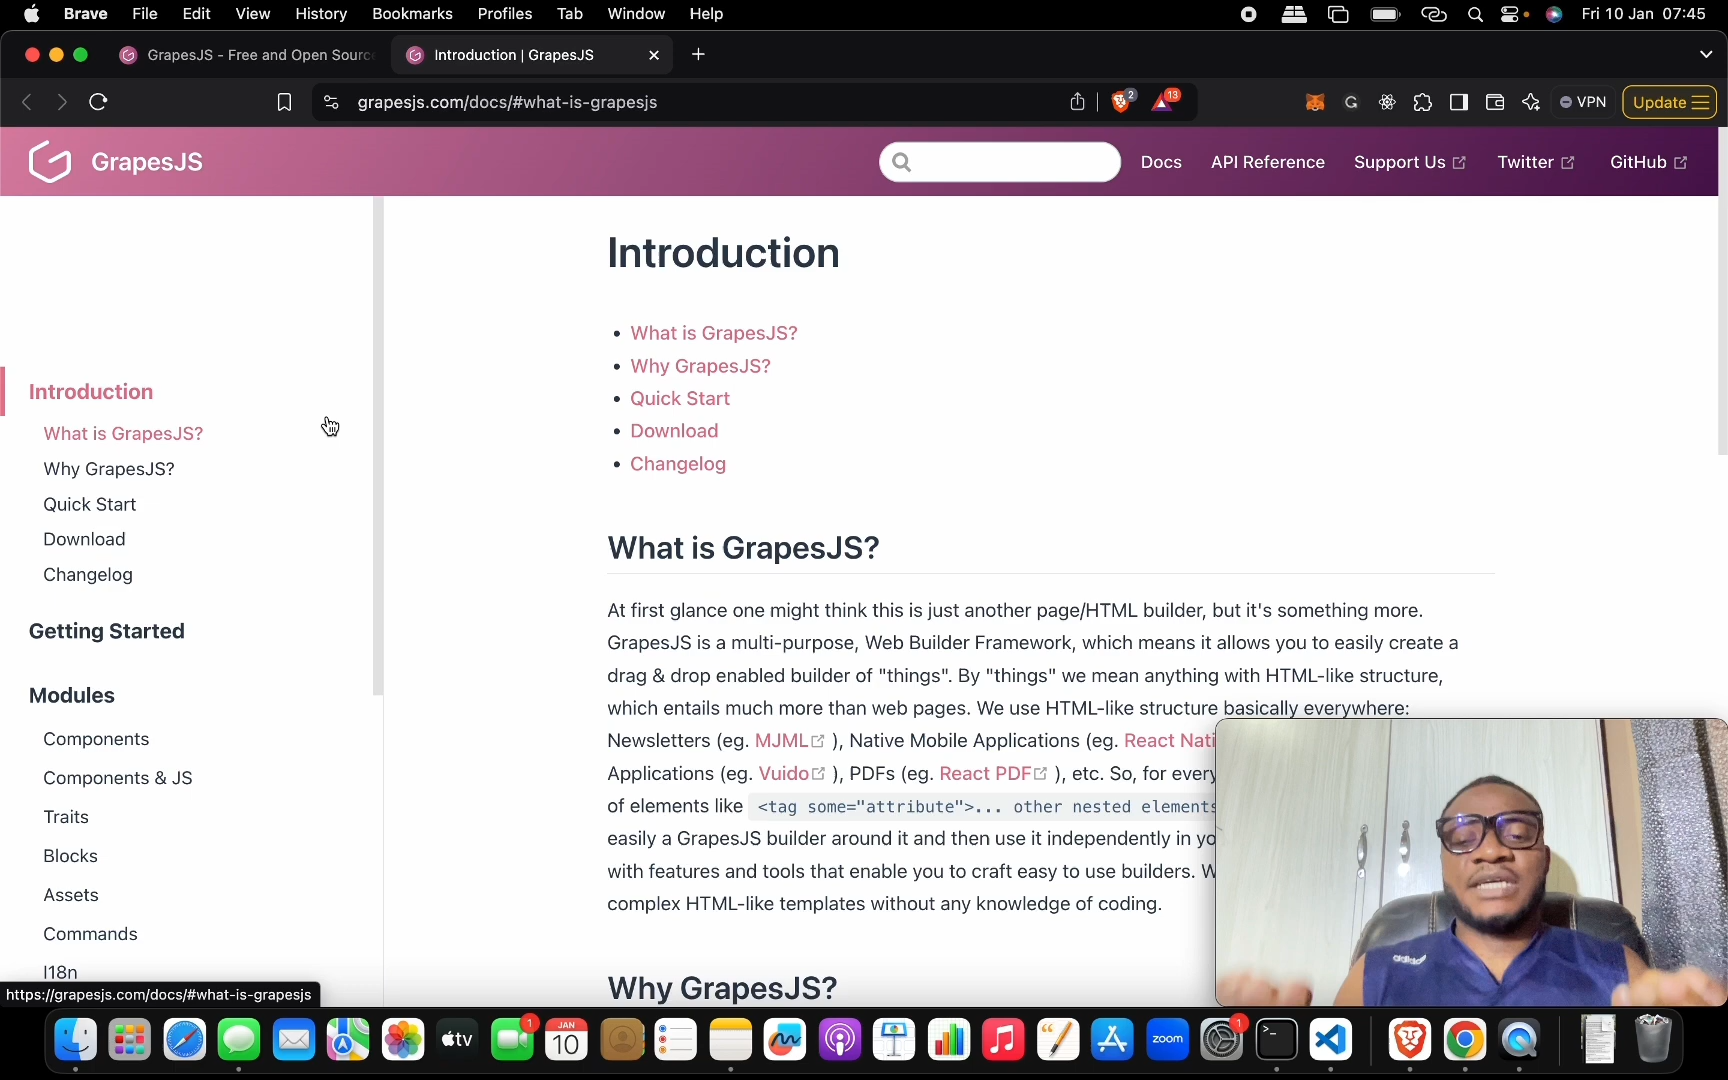 Brave File Edit View History Bookmarks Profiles Tab Window Help
Fri 10 Jan 07:45
GrapesJS - Free and Open Sourc
Introduction | GrapesJS
grapesjs.com/docs/#what-is-grapesjs
2
13
VPN
Update
GrapesJS
Docs API Reference Support Us Twitter GitHub
Introduction
What is GrapesJS?
Why GrapesJS?
Quick Start
Download
Changelog
Getting Started
Modules
Components
Components & JS
Traits
Blocks
Assets
Commands
I18n
https://grapesjs.com/docs/#what-is-grapesjs
Introduction
• What is GrapesJS?
• Why GrapesJS?
• Quick Start
• Download
• Changelog
What is GrapesJS?
At first glance one might think this is just another page/HTML builder, but it's something more.
GrapesJS is a multi-purpose, Web Builder Framework, which means it allows you to easily create a
drag & drop enabled builder of "things". By "things" we mean anything with HTML-like structure,
which entails much more than web pages. We use HTML-like structure basically everywhere:
Newsletters (eg. MJML ), Native Mobile Applications (eg. React Nati
Applications (eg. Vuido ), PDFs (eg. React PDF ), etc. So, for every
of elements like <tag some="attribute">... other nested elements
easily a GrapesJS builder around it and then use it independently in yo
with features and tools that enable you to craft easy to use builders. W
complex HTML-like templates without any knowledge of coding.
Why GrapesJS?
adidas
tv
1
JAN
10
zoom
1